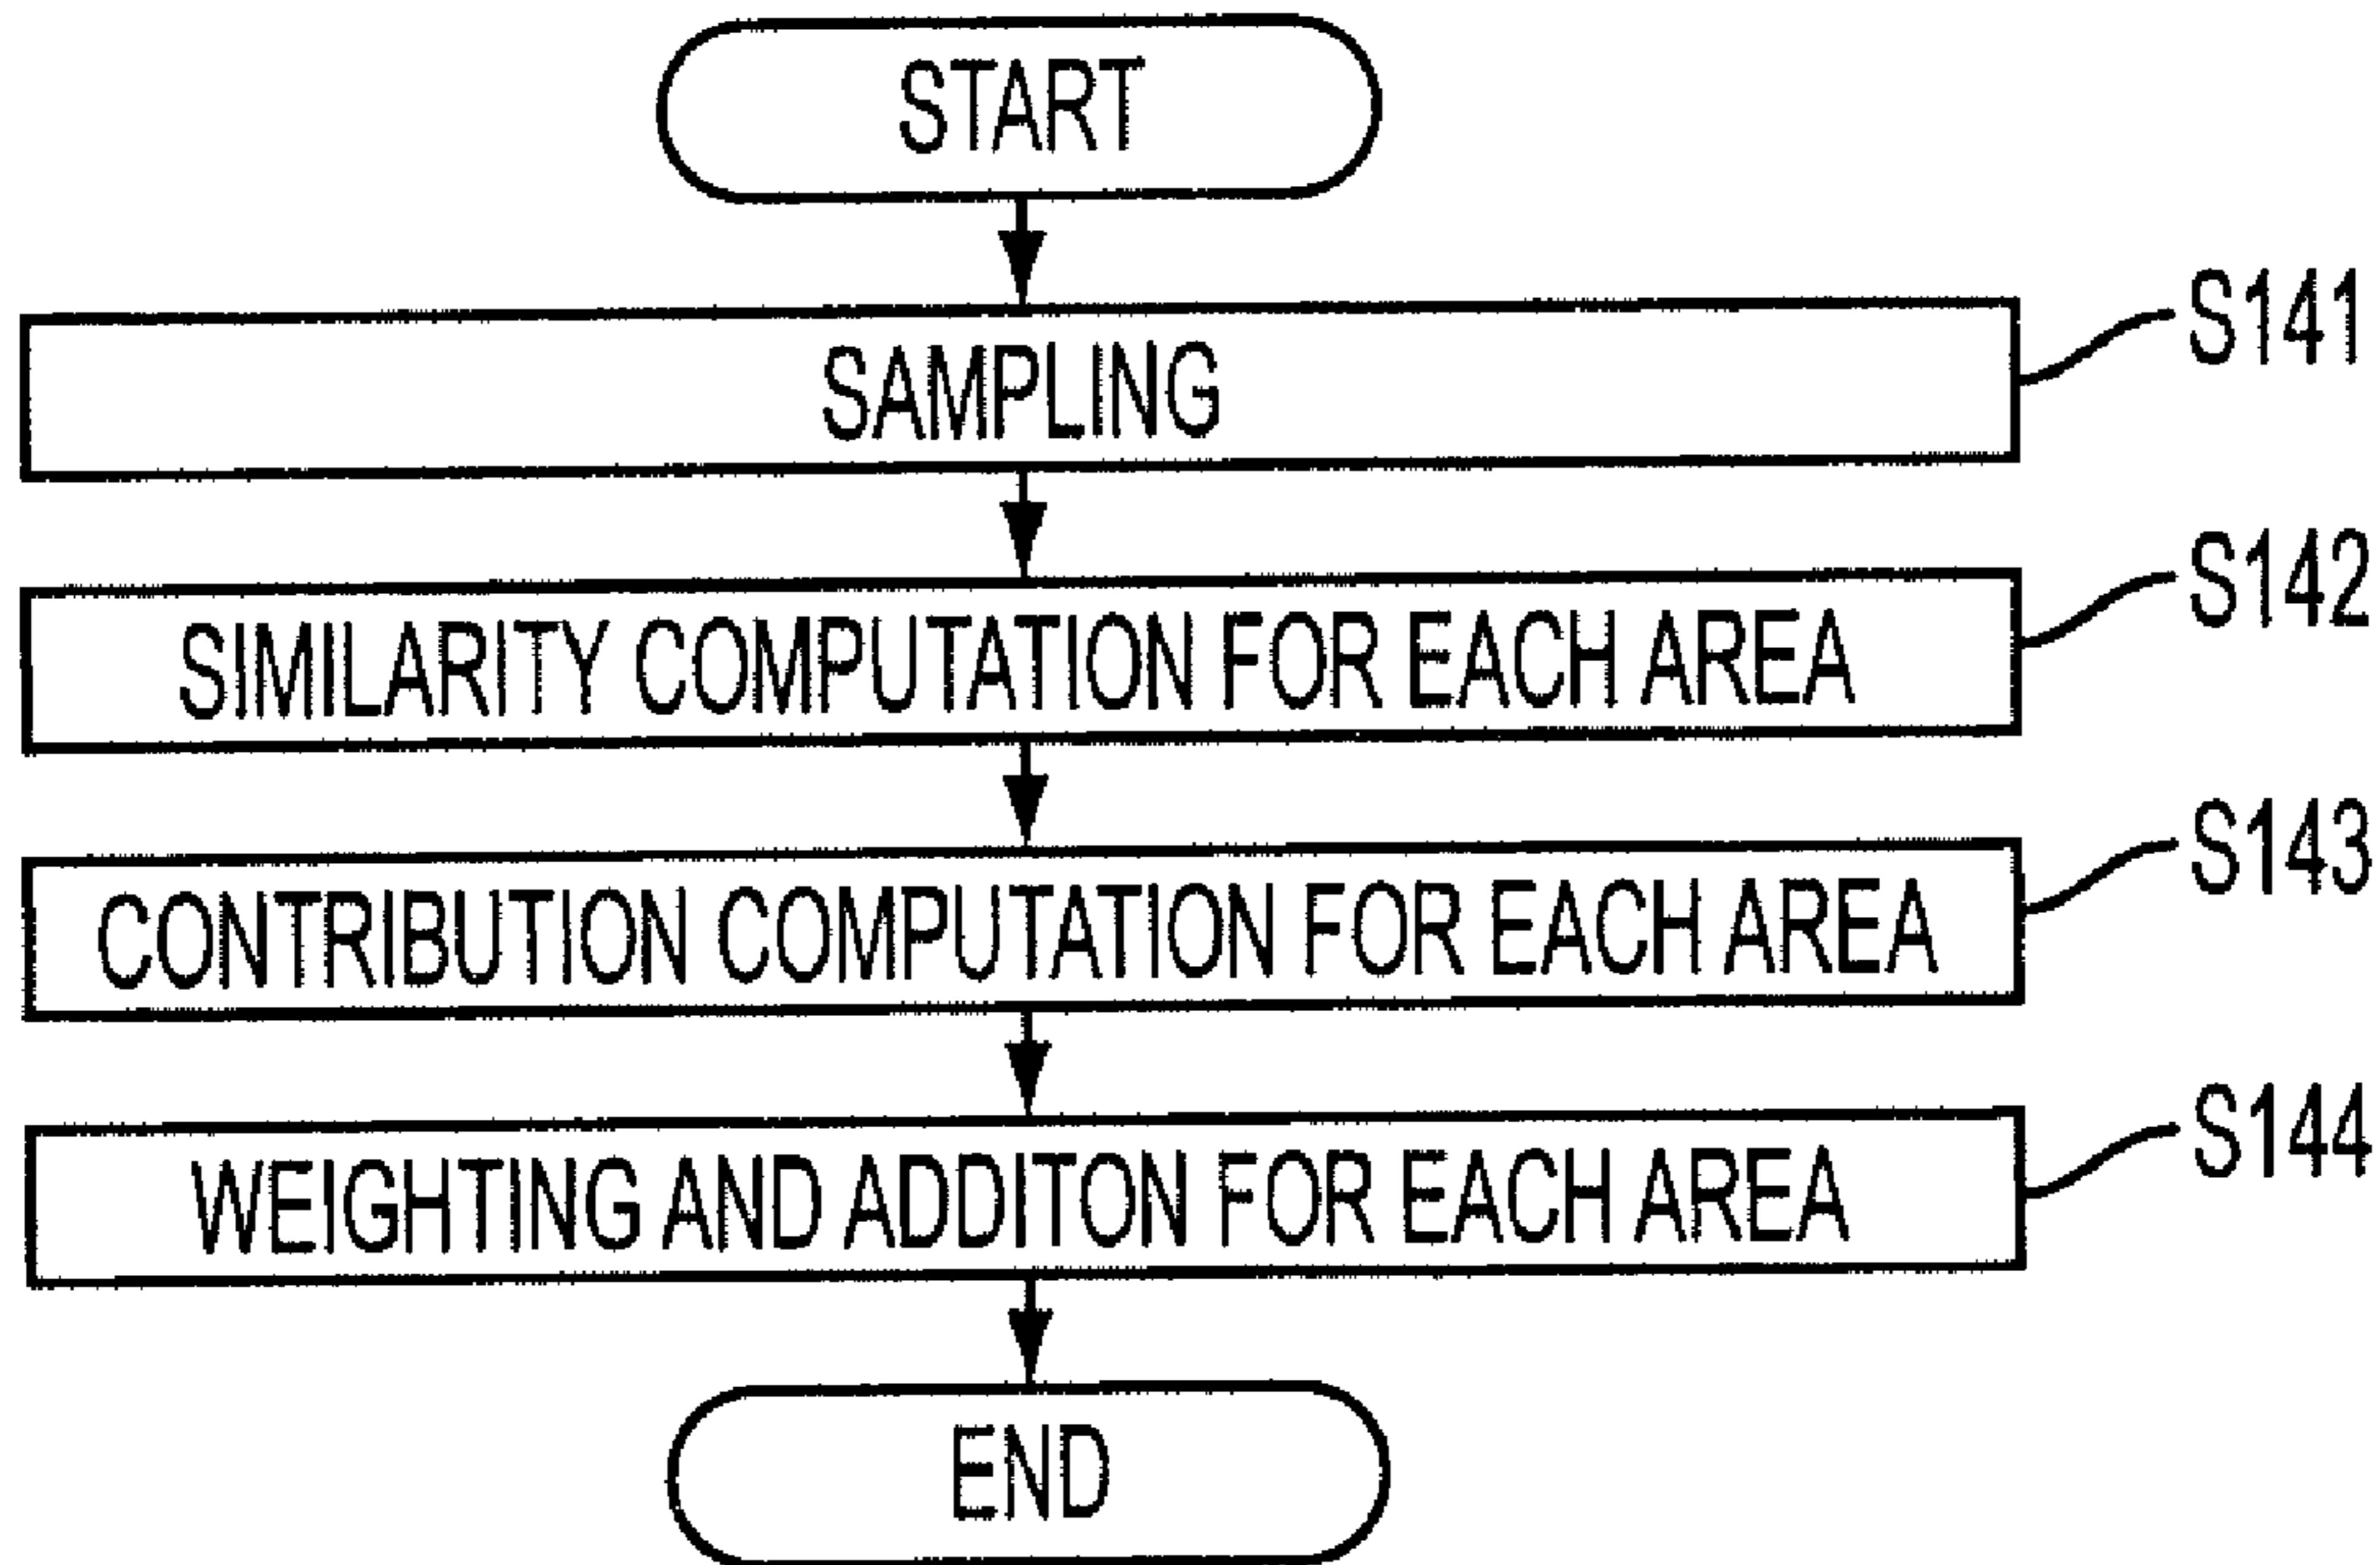 START
SAMPLING
S141
SIMILARITY COMPUTATION FOR EACH AREA
S142
CONTRIBUTION COMPUTATION FOR EACH AREA
S143
WEIGHTING AND ADDITON FOR EACH AREA
S144
END